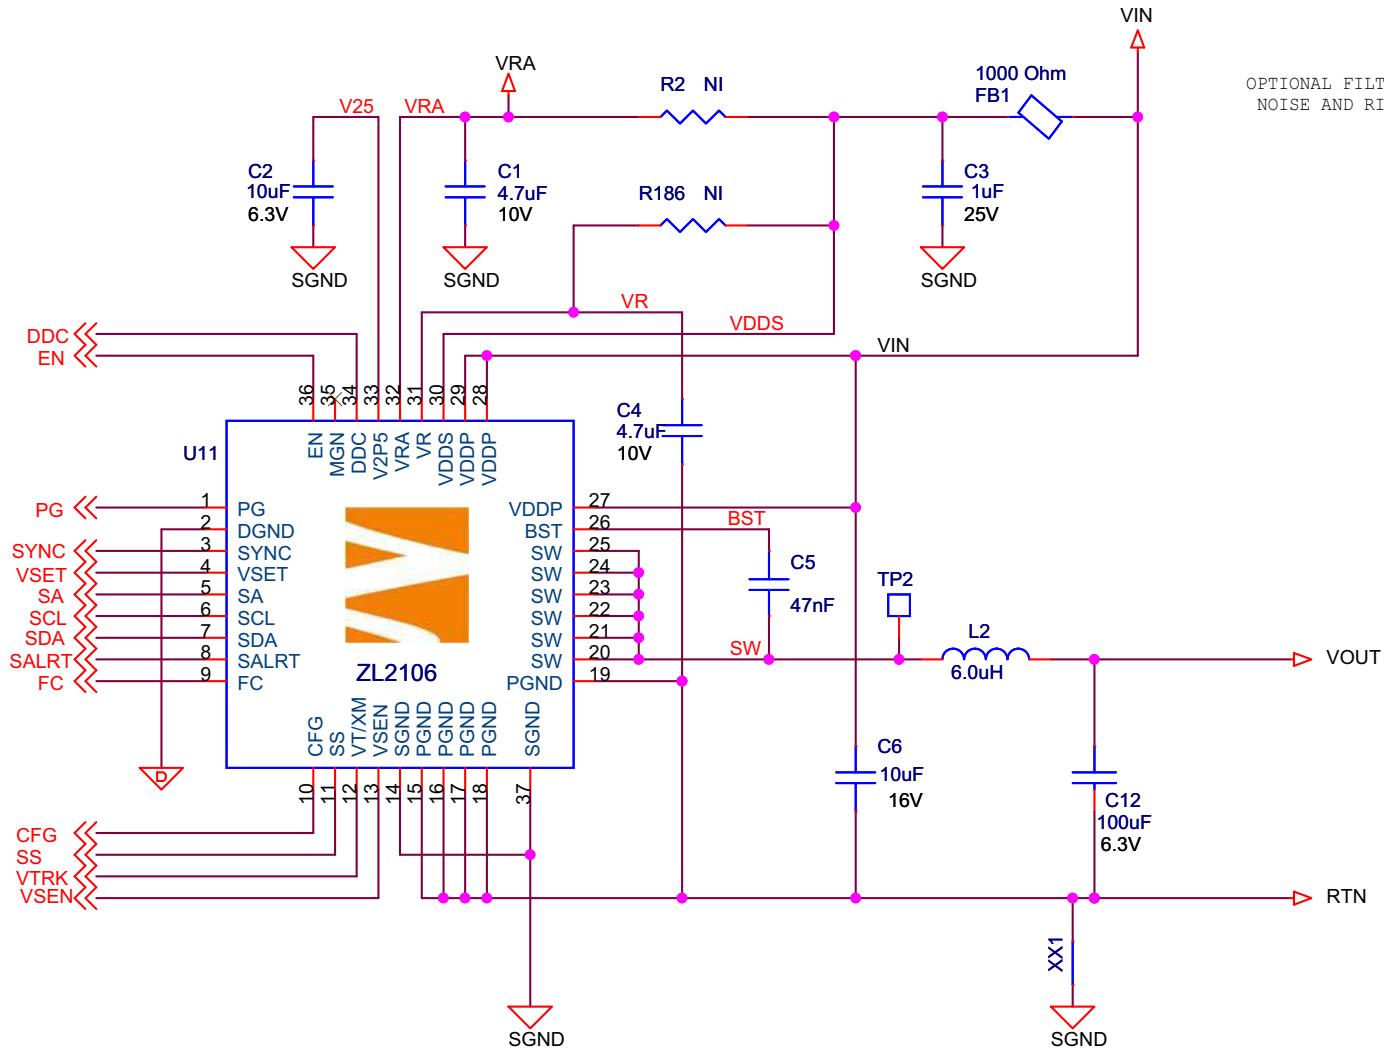 VIN
VRA
1000 Ohm
FB1
R2 NI
OPTIONAL FILT
NOISE AND RI
V25
VRA
C2
10uF
6.3V
C1
4.7uF
10V
R186 NI
C3
1uF
25V
SGND
SGND
SGND
VR
VDDS
VIN
DDC
EN
36
35
34
33
32
31
30
29
28
C4
4.7uF
10V
U11
EN
MGN
DDC
V2P5
VRA
VR
VDDS
VDDP
VDDP
PG
1
PG
VDDP
27
2
DGND
BST
26
BST
SYNC
3
SYNC
SW
25
VSET
4
VSET
SW
24
C5
47nF
SA
5
SA
SW
23
TP2
SCL
6
SCL
SW
22
SDA
7
SDA
SW
21
SALRT
8
SALRT
SW
20
SW
L2
6.0uH
VOUT
FC
9
FC
ZL2106
PGND
19
CFG
SS
VT/XM
VSEN
SGND
PGND
PGND
PGND
PGND
SGND
D
10
11
12
13
14
15
16
17
18
37
C6
10uF
16V
C12
100uF
6.3V
CFG
SS
VTRK
VSEN
RTN
XX1
SGND
SGND